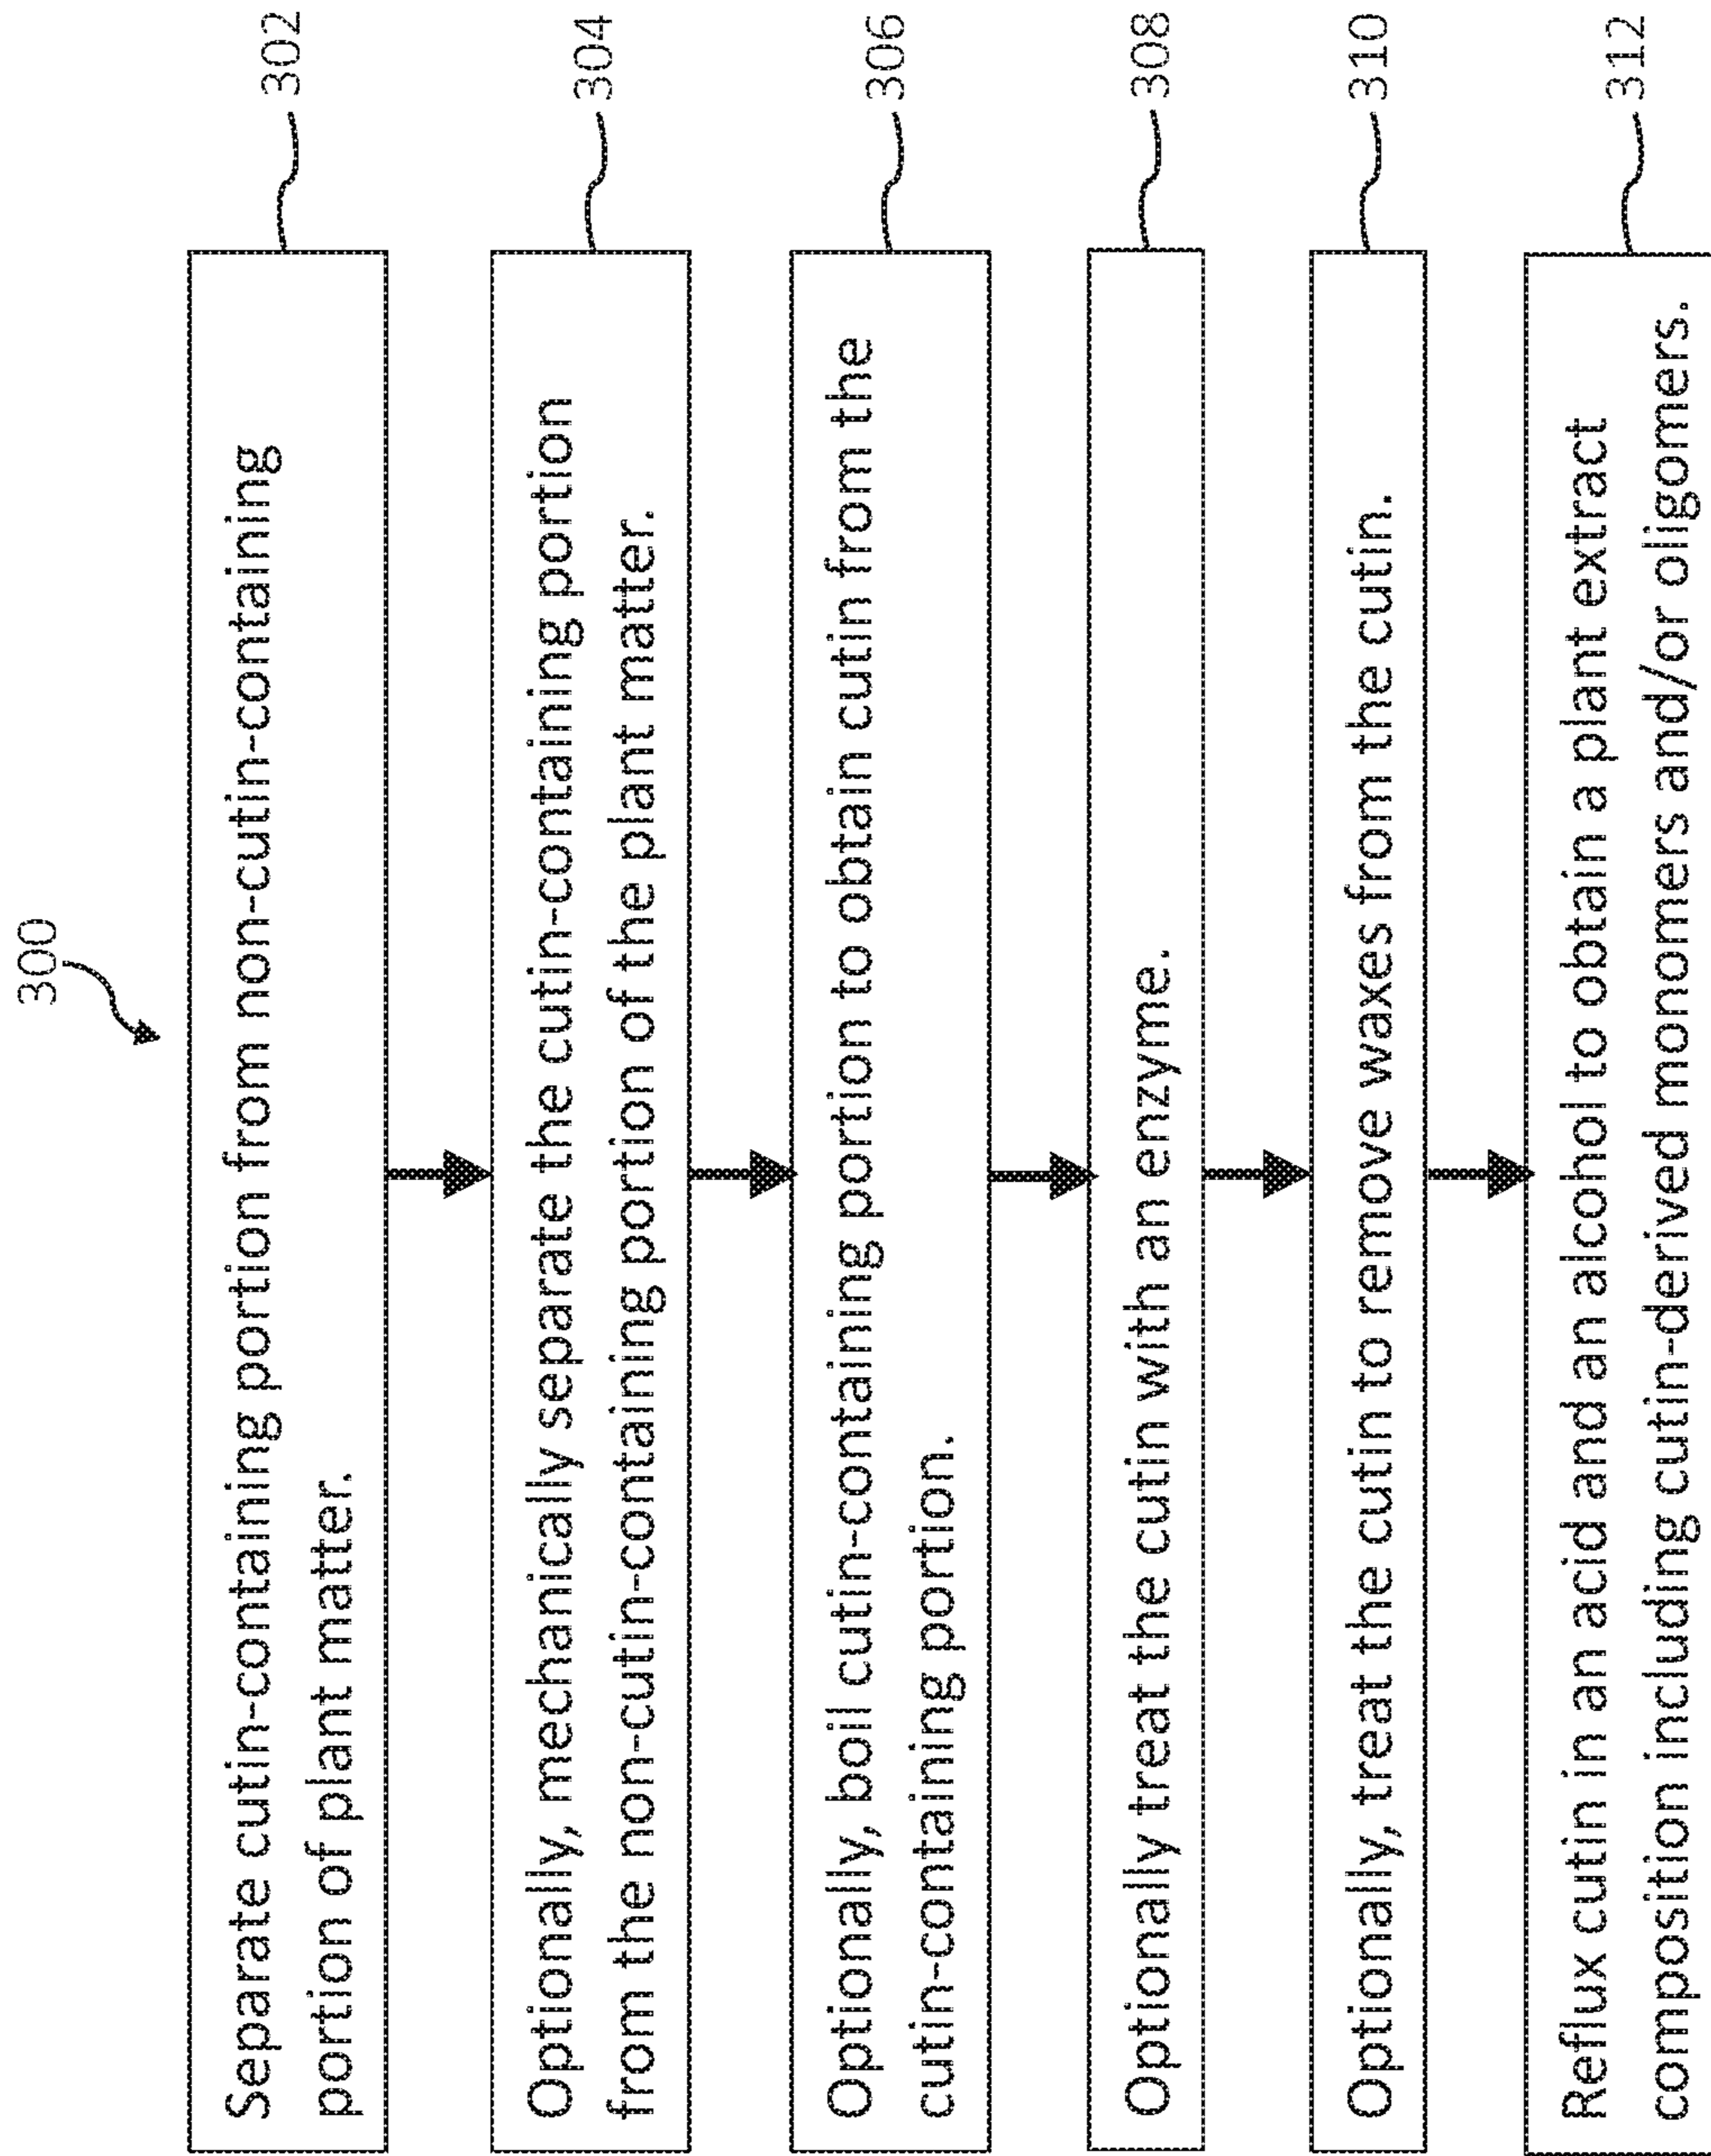 300
Separate cutin-containing portion from non-cutin-containing
portion of plant matter.
302
Optionally, mechanically separate the cutin-containing portion
from the non-cutin-containing portion of the plant matter.
304
Optionally, boil cutin-containing portion to obtain cutin from the
cutin-containing portion.
306
Optionally treat the cutin with an enzyme.
308
Optionally, treat the cutin to remove waxes from the cutin.
310
Reflux cutin in an acid and an alcohol to obtain a plant extract
composition including cutin-derived monomers and/or oligomers.
312